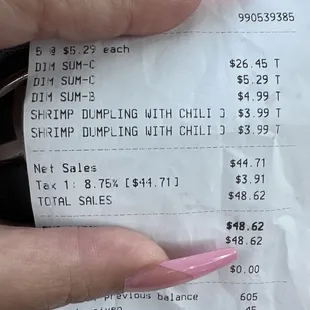 990539385
5 @ $5.29 each
DIM SUM-C $26.45 T
DIM SUM-C $5.29 T
DIM SUM-B $4.99 T
SHRIMP DUMPLING WITH CHILI $3.99 T
SHRIMP DUMPLING WITH CHILI $3.99 T
Net Sales $44.71
Tax 1: 8.75% [$44.71] $3.91
TOTAL SALES $48.62
$48.62
$48.62
$0.00
previous balance 605